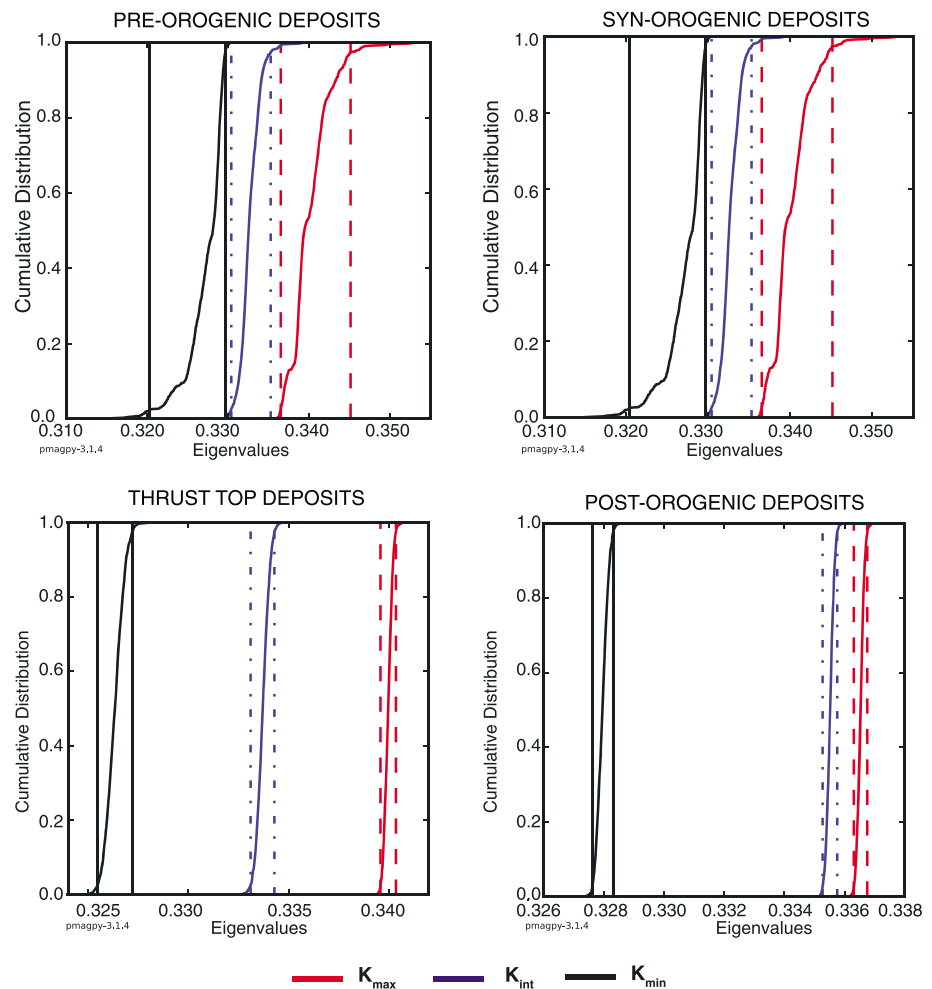 PRE-OROGENIC DEPOSITS
Cumulative Distribution
1.0
0.8
0.6
0.4
0.2
0.0
0.310 0.320 0.330 0.340 0.350
pmagpy-3.1.4
Eigenvalues
SYN-OROGENIC DEPOSITS
Cumulative Distribution
1.0
0.8
0.6
0.4
0.2
0.0
0.310 0.320 0.330 0.340 0.350
pmagpy-3.1.4
Eigenvalues
THRUST TOP DEPOSITS
Cumulative Distribution
1.0
0.8
0.6
0.4
0.2
0.0
0.325 0.330 0.335 0.340
pmagpy-3.1.4
Eigenvalues
POST-OROGENIC DEPOSITS
Cumulative Distribution
1.0
0.8
0.6
0.4
0.2
0.0
0.326 0.328 0.330 0.332 0.334 0.336 0.338
pmagpy-3.1.4
Eigenvalues
Kmax Kint Kmin